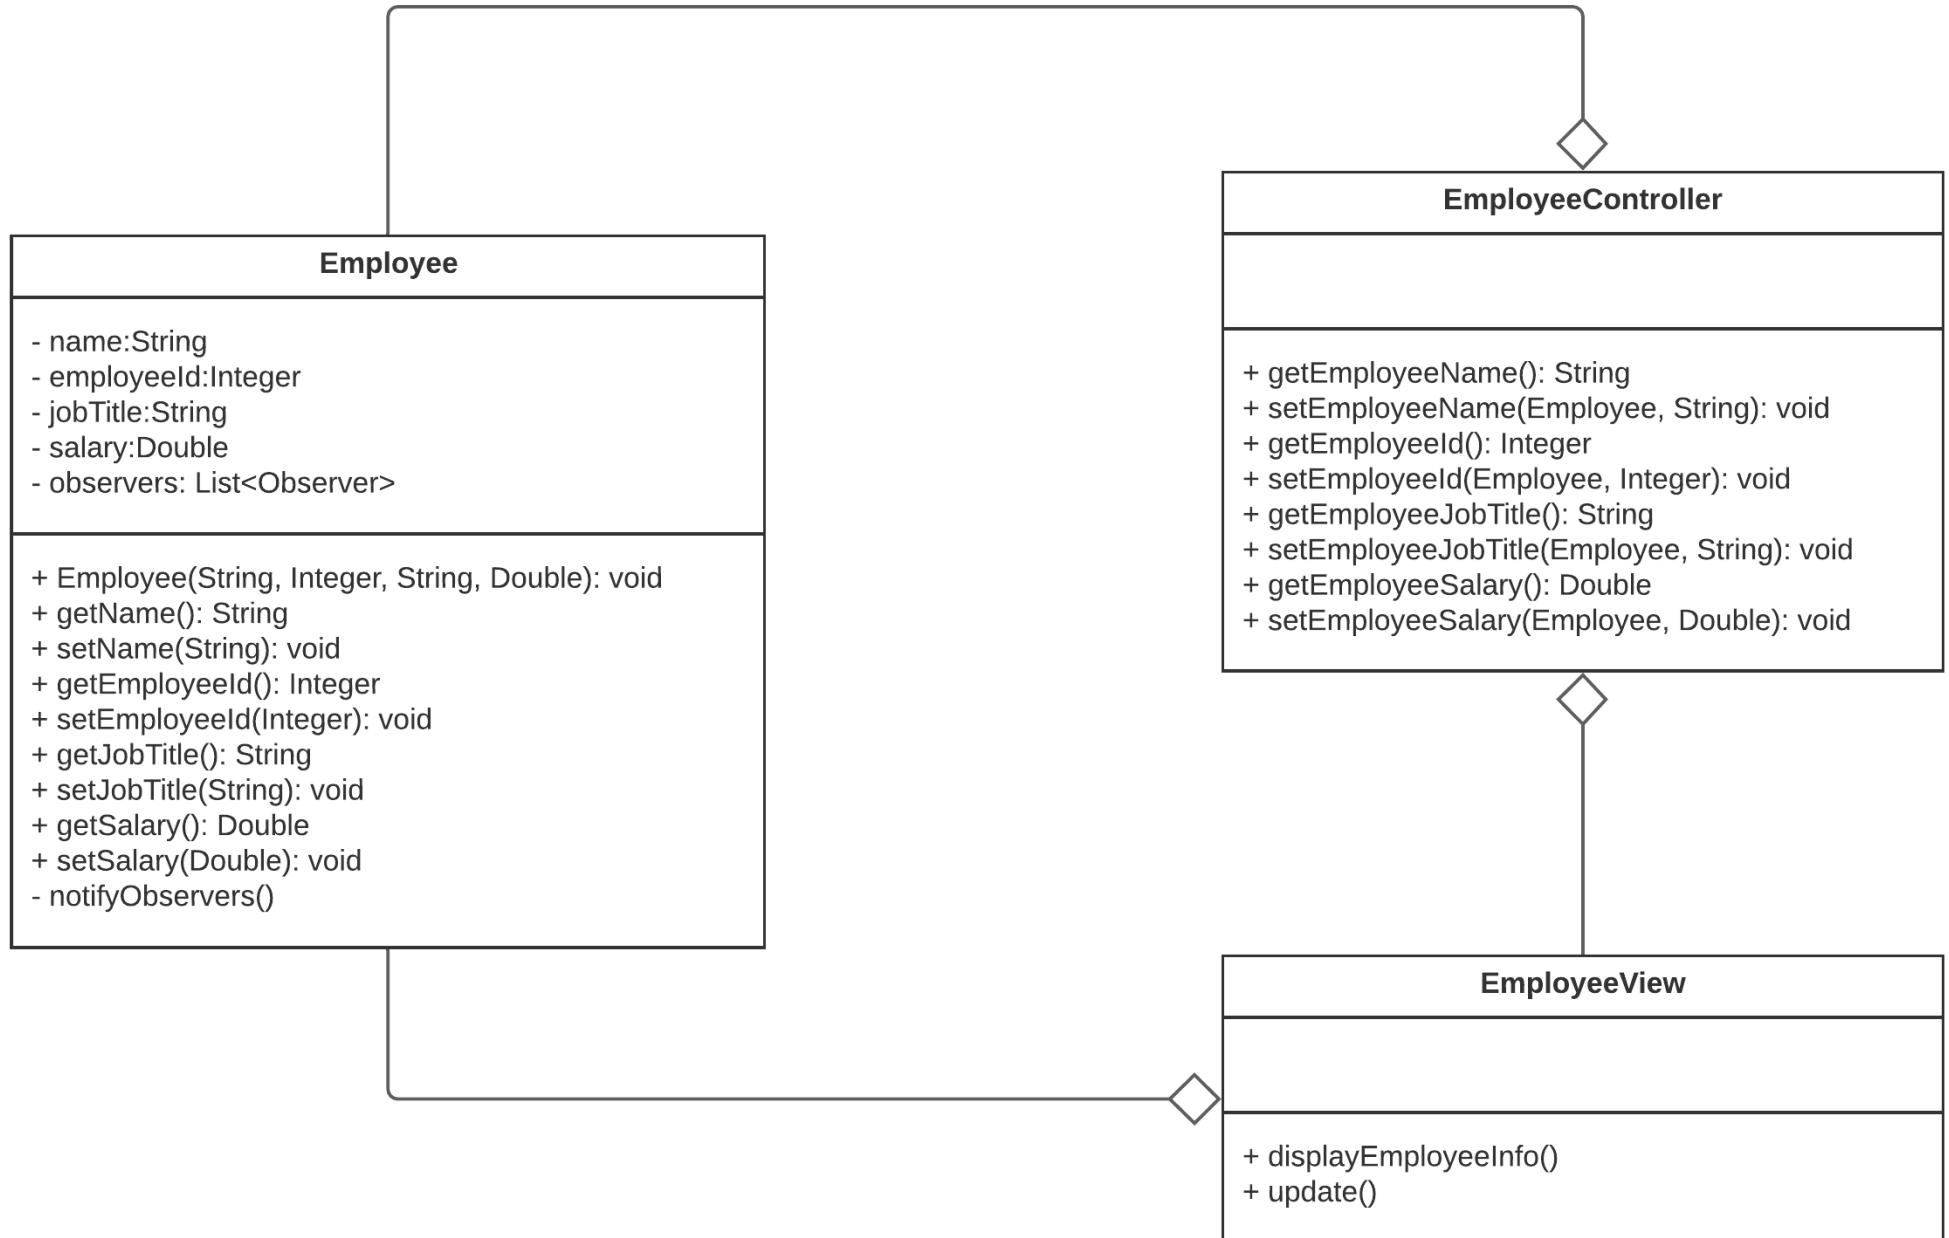 Employee
- name:String
- employeeId:Integer
- jobTitle:String
- salary:Double
- observers: List<Observer>
+ Employee(String, Integer, String, Double): void
+ getName(): String
+ setName(String): void
+ getEmployeeId(): Integer
+ setEmployeeId(Integer): void
+ getJobTitle(): String
+ setJobTitle(String): void
+ getSalary(): Double
+ setSalary(Double): void
- notifyObservers()
EmployeeController
+ getEmployeeName(): String
+ setEmployeeName(Employee, String): void
+ getEmployeeId(): Integer
+ setEmployeeId(Employee, Integer): void
+ getEmployeeJobTitle(): String
+ setEmployeeJobTitle(Employee, String): void
+ getEmployeeSalary(): Double
+ setEmployeeSalary(Employee, Double): void
EmployeeView
+ displayEmployeeInfo()
+ update()